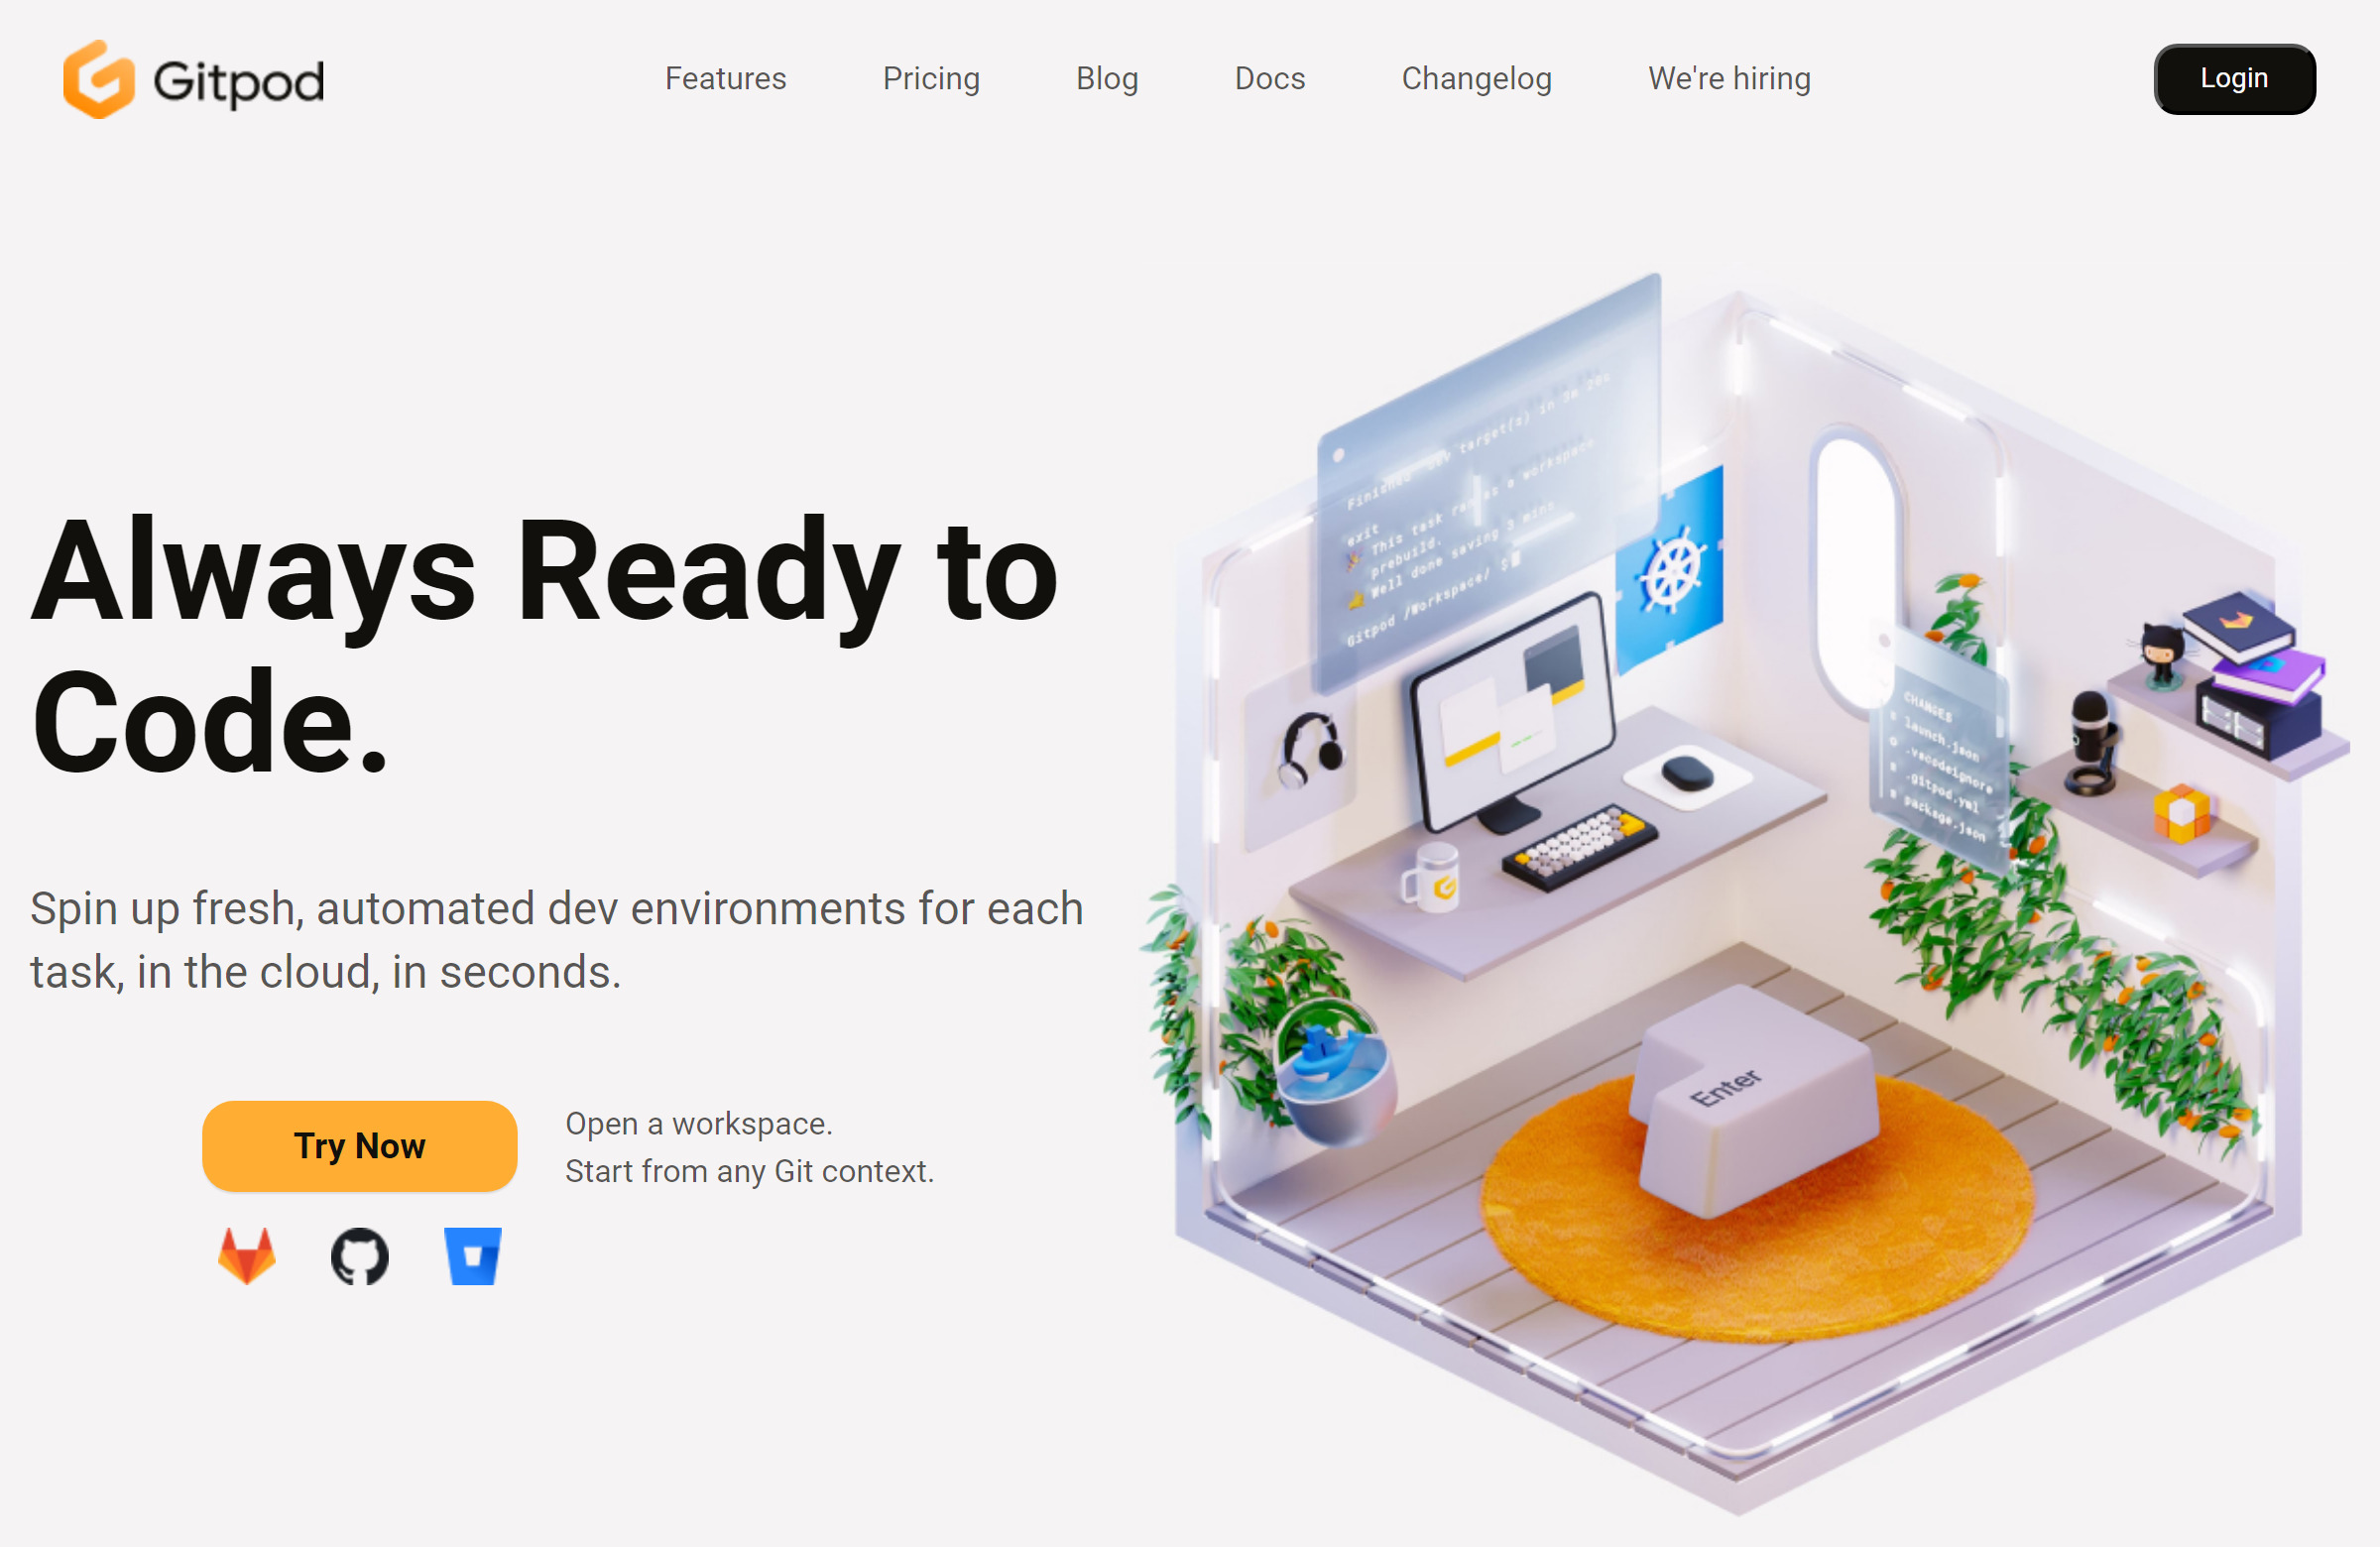 Gitpod
Features
Pricing
Blog
Docs
Changelog
We're hiring
Login
Always Ready to
Code.
Spin up fresh, automated dev environments for each
task, in the cloud, in seconds.
Try Now
Open a workspace.
Start from any Git context.
Finished dev target(s) in 3m 20s
exit
This task ran as a workspace
prebuild.
Well done saving 3 mins
Gitpod /Workspace/ $
CHANGES
launch.json
.vscodeignore
.gitpod.yml
package.json
Enter